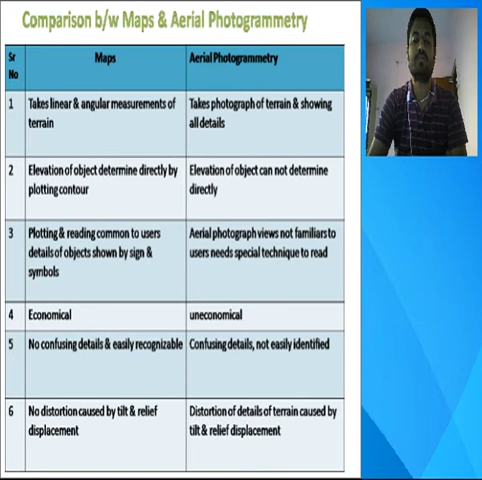 Comparison b/w Maps & Aerial Photogrammetry
Sr No Maps Aerial Photogrammetry
1 Takes linear & angular measurements of terrain Takes photograph of terrain & showing all details
2 Elevation of object determine directly by plotting contour Elevation of object can not determine directly
3 Plotting & reading common to users details of objects shown by sign & symbols Aerial photograph views not familiars to users needs special technique to read
4 Economical uneconomical
5 No confusing details & easily recognizable Confusing details, not easily identified
6 No distortion caused by tilt & relief displacement Distortion of details of terrain caused by tilt & relief displacement